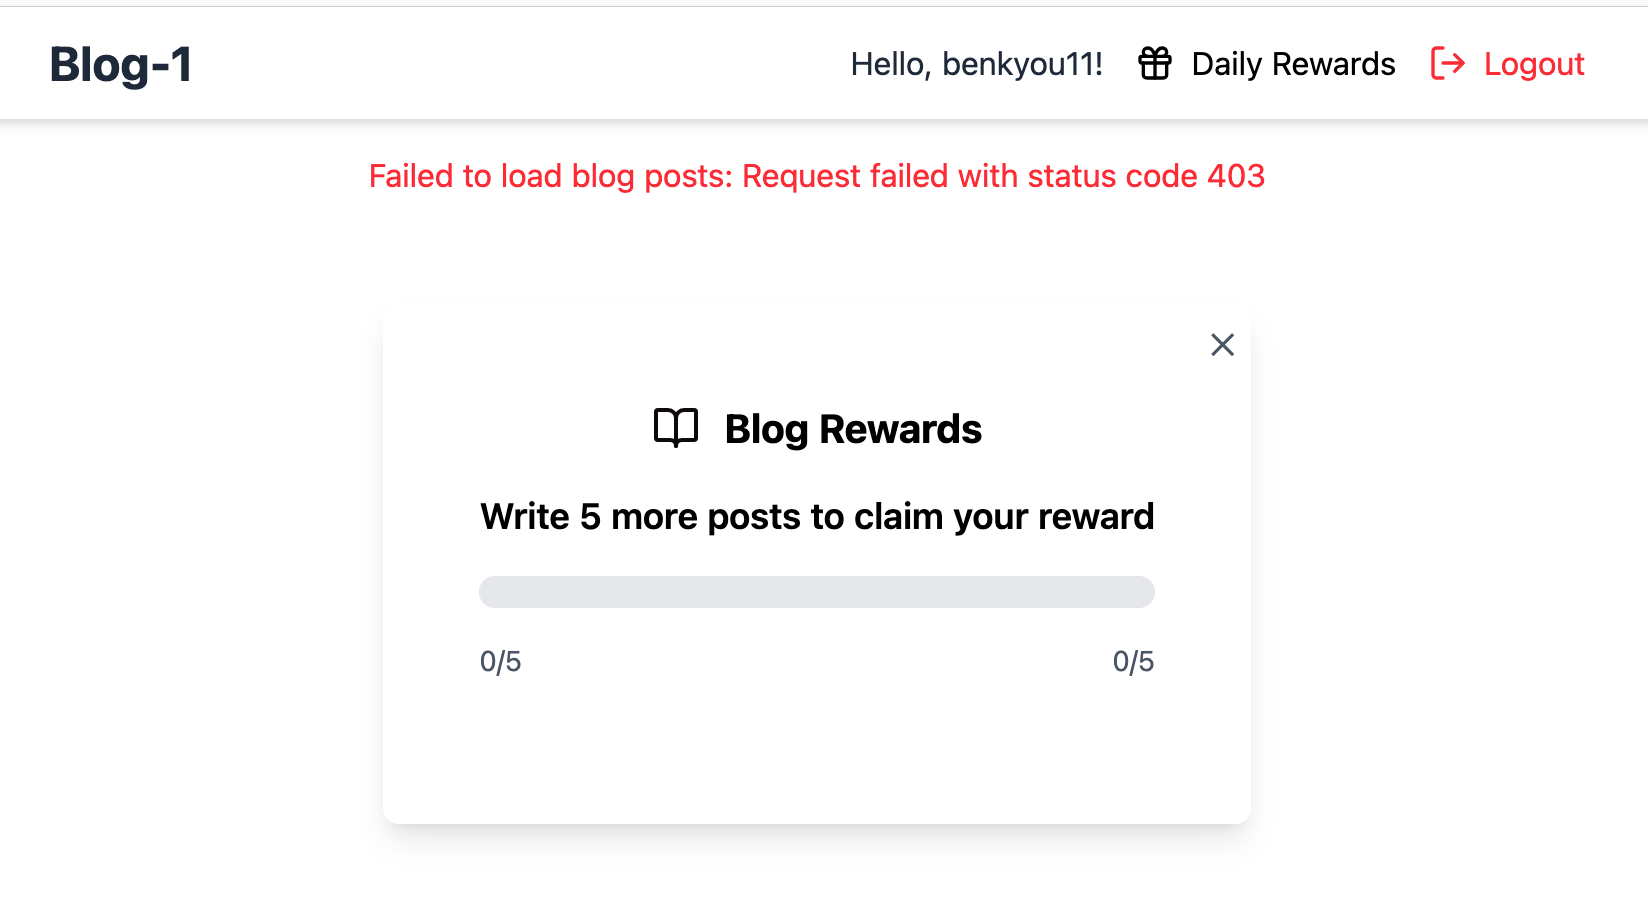 Blog-1
Hello, benkyou11!
Daily Rewards
Logout
Failed to load blog posts: Request failed with status code 403
Blog Rewards
Write 5 more posts to claim your reward
0/5
0/5